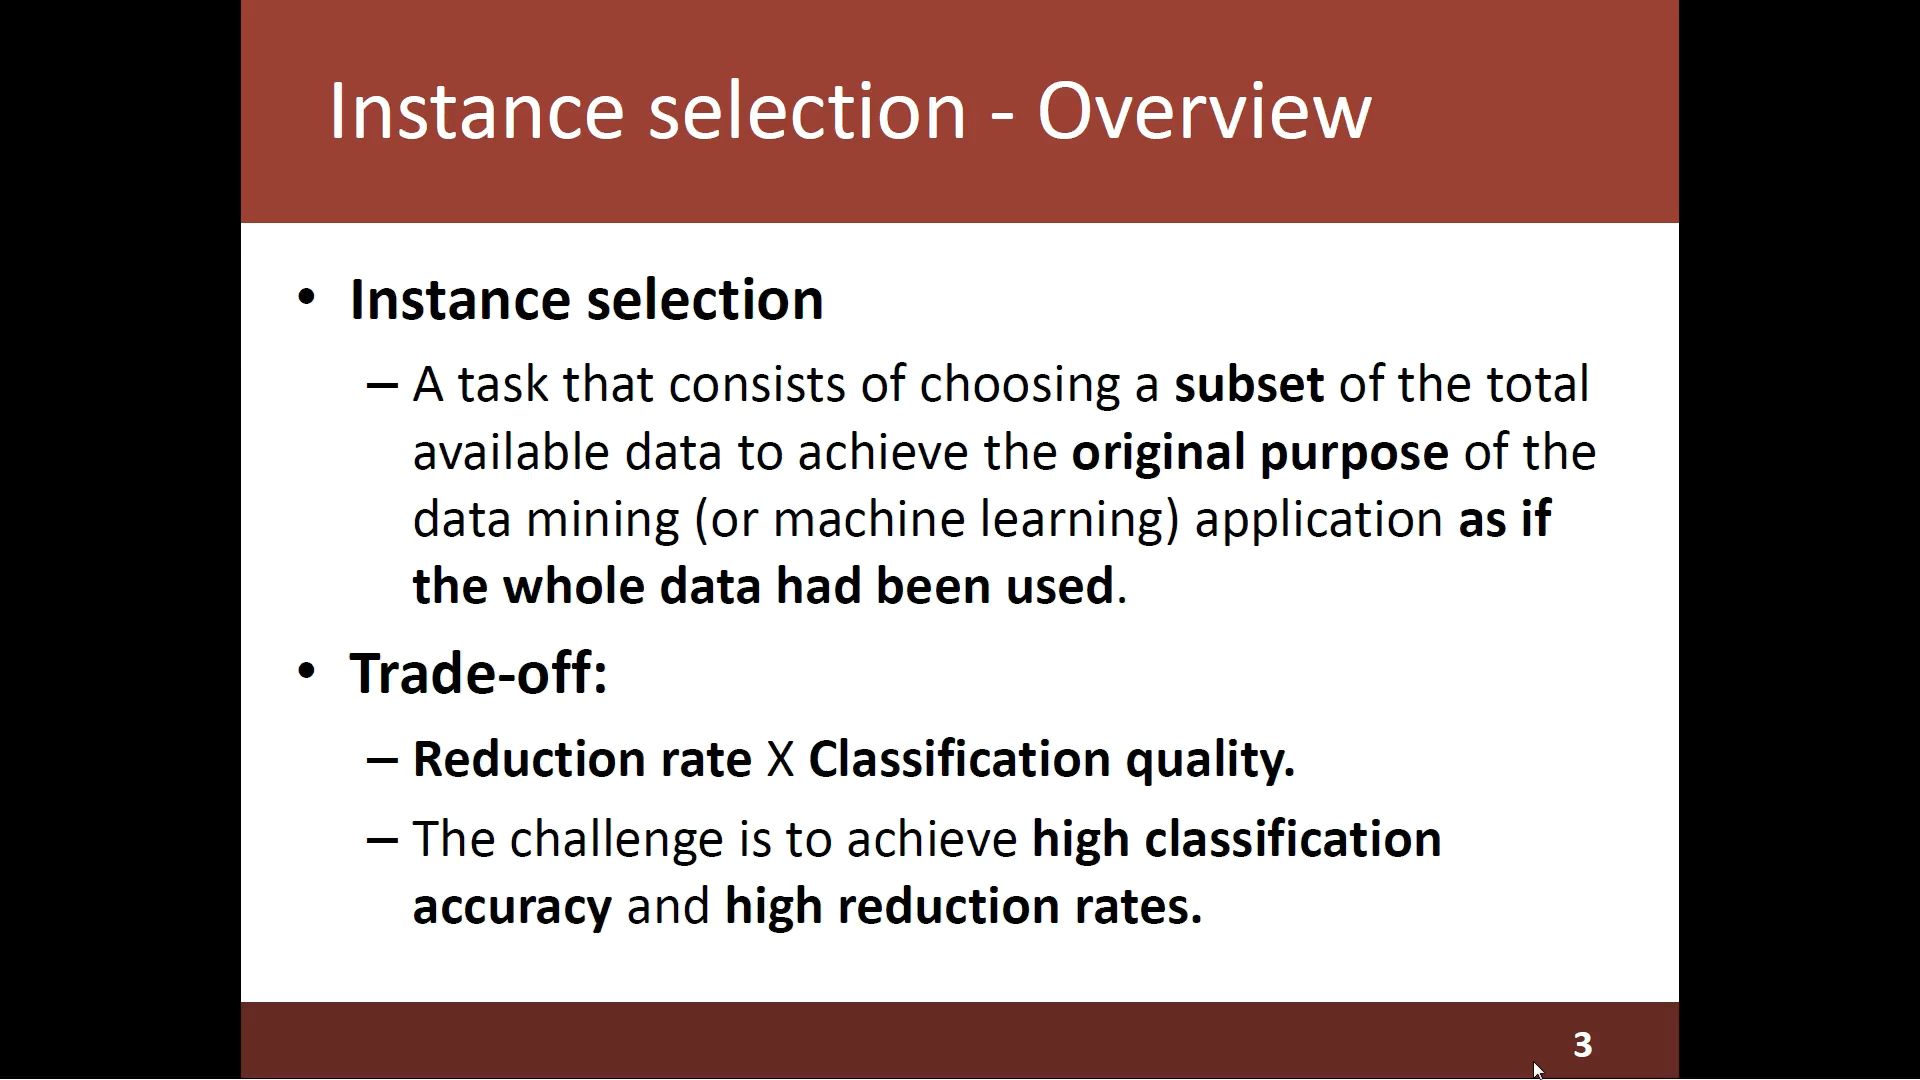 Instance selection - Overview
• Instance selection
– A task that consists of choosing a subset of the total
available data to achieve the original purpose of the
data mining (or machine learning) application as if
the whole data had been used.
• Trade-off:
– Reduction rate X Classification quality.
– The challenge is to achieve high classification
accuracy and high reduction rates.
3